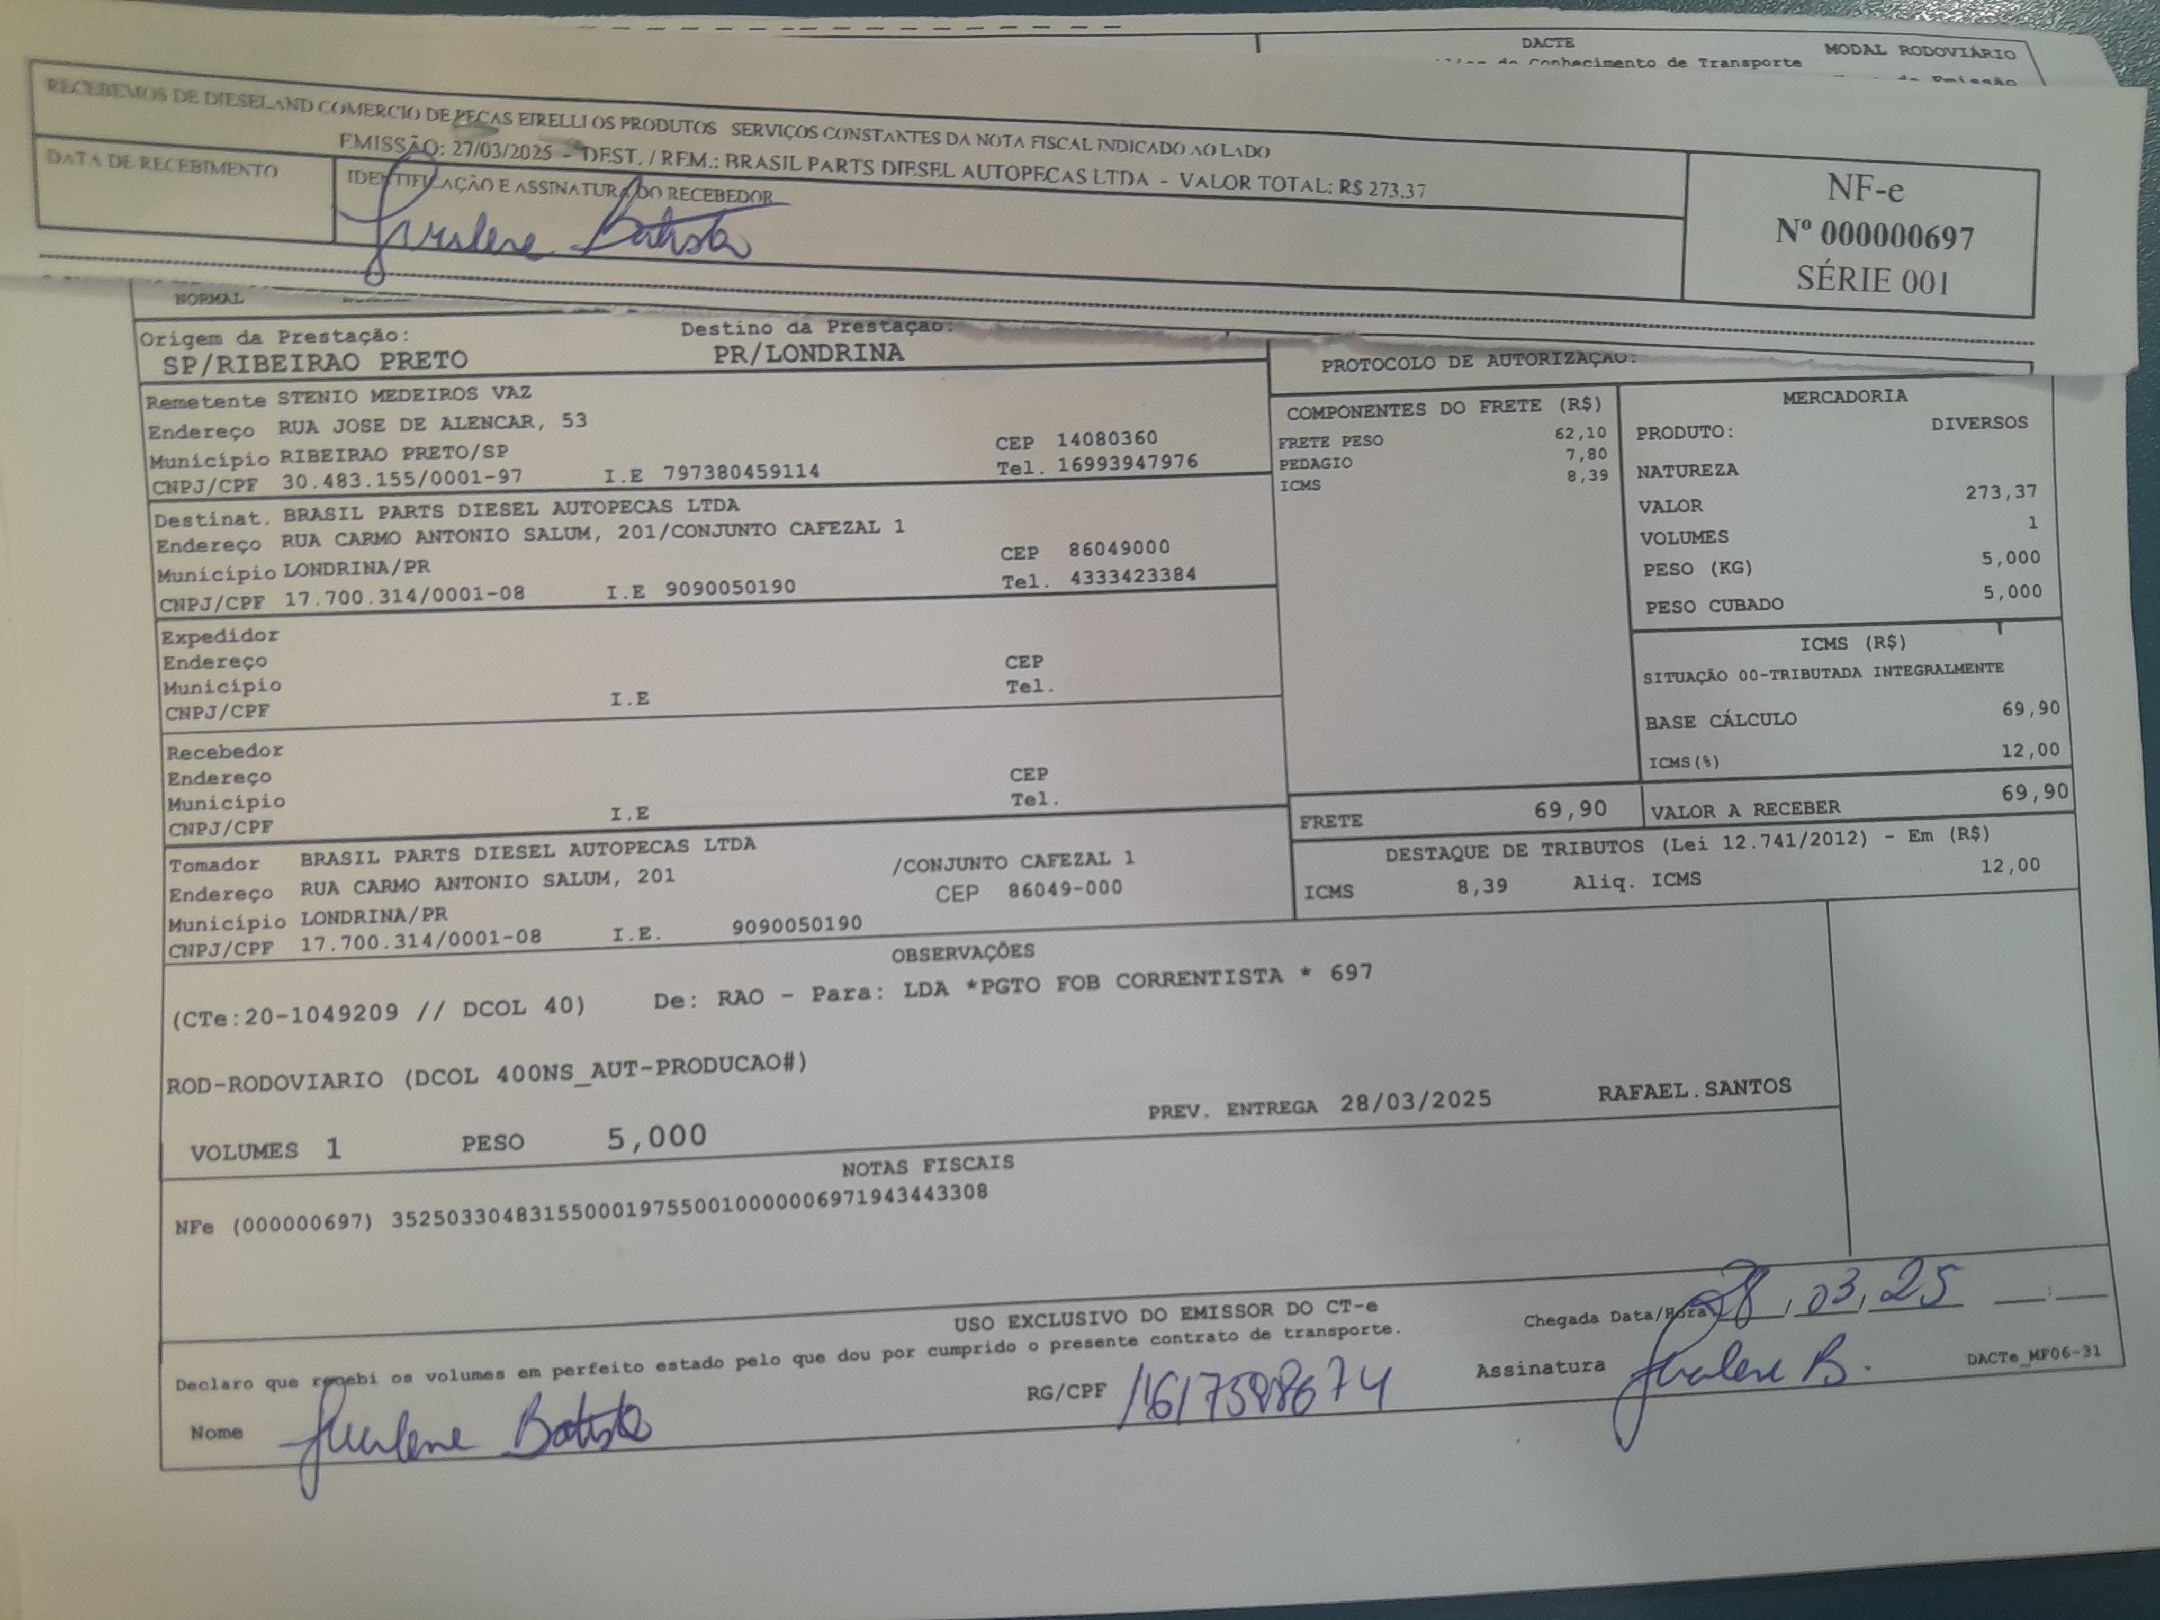 DACTE
MODAL RODOVIÁRIO
Conhecimento de Transporte
RECEBEMOS DE DIESELAND COMERCIO DE PEÇAS EIRELLI OS PRODUTOS SERVIÇOS CONSTANTES DA NOTA FISCAL INDICADO AO LADO
EMISSÃO: 27/03/2025 - DEST. / REM.: BRASIL PARTS DIESEL AUTOPECAS LTDA - VALOR TOTAL: R$ 273.37
DATA DE RECEBIMENTO
IDENTIFICAÇÃO E ASSINATURA DO RECEBEDOR
Batista
NF-e
Nº 000000697
SÉRIE 001
NORMAL
Origem da Prestação:
SP/RIBEIRAO PRETO
Destino da Prestação:
PR/LONDRINA
PROTOCOLO DE AUTORIZAÇÃO:
Remetente STENIO MEDEIROS VAZ
Endereço RUA JOSE DE ALENCAR, 53
Município RIBEIRAO PRETO/SP CEP 14080360
CNPJ/CPF 30.483.155/0001-97 I.E 797380459114 Tel. 16993947976
Destinat. BRASIL PARTS DIESEL AUTOPECAS LTDA
Endereço RUA CARMO ANTONIO SALUM, 201/CONJUNTO CAFEZAL 1
Município LONDRINA/PR CEP 86049000
CNPJ/CPF 17.700.314/0001-08 I.E 9090050190 Tel. 4333423384
Expedidor
Endereço
Município CEP
CNPJ/CPF I.E Tel.
Recebedor
Endereço
Município CEP
CNPJ/CPF I.E Tel.
Tomador BRASIL PARTS DIESEL AUTOPECAS LTDA
Endereço RUA CARMO ANTONIO SALUM, 201 /CONJUNTO CAFEZAL 1
Município LONDRINA/PR CEP 86049-000
CNPJ/CPF 17.700.314/0001-08 I.E. 9090050190
COMPONENTES DO FRETE (R$)
FRETE PESO 62,10
PEDAGIO 7,80
ICMS 8,39
MERCADORIA
PRODUTO: DIVERSOS
NATUREZA
VALOR 273,37
VOLUMES 1
PESO (KG) 5,000
PESO CUBADO 5,000
ICMS (R$)
SITUAÇÃO 00-TRIBUTADA INTEGRALMENTE
BASE CÁLCULO 69,90
ICMS(%) 12,00
FRETE 69,90
VALOR A RECEBER 69,90
DESTAQUE DE TRIBUTOS (Lei 12.741/2012) - Em (R$)
ICMS 8,39 Aliq. ICMS 12,00
OBSERVAÇÕES
(CTe:20-1049209 // DCOL 40) De: RAO - Para: LDA *PGTO FOB CORRENTISTA * 697
ROD-RODOVIARIO (DCOL 400NS_AUT-PRODUCAO#)
PREV. ENTREGA 28/03/2025 RAFAEL.SANTOS
VOLUMES 1 PESO 5,000
NOTAS FISCAIS
NFe (000000697) 35250330483155000197550010000006971943443308
USO EXCLUSIVO DO EMISSOR DO CT-e
Chegada Data/Hora 28/03/25
Declaro que recebi os volumes em perfeito estado pelo que dou por cumprido o presente contrato de transporte.
Nome Batista
RG/CPF
Assinatura
DACTe_MF06-31